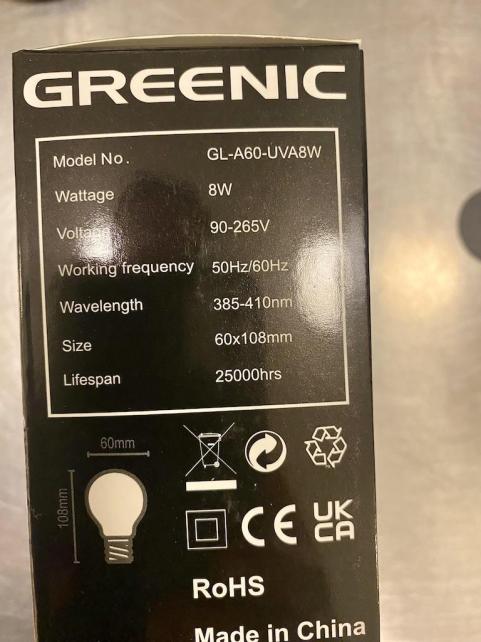 GREENIC
Model No. GL-A60-UVA8W
Wattage 8W
Voltage 90-265V
Working frequency 50Hz/60Hz
Wavelength 385-410nm
Size 60x108mm
Lifespan 25000hrs
60mm
108mm
CE UK CA
RoHS
Made in China